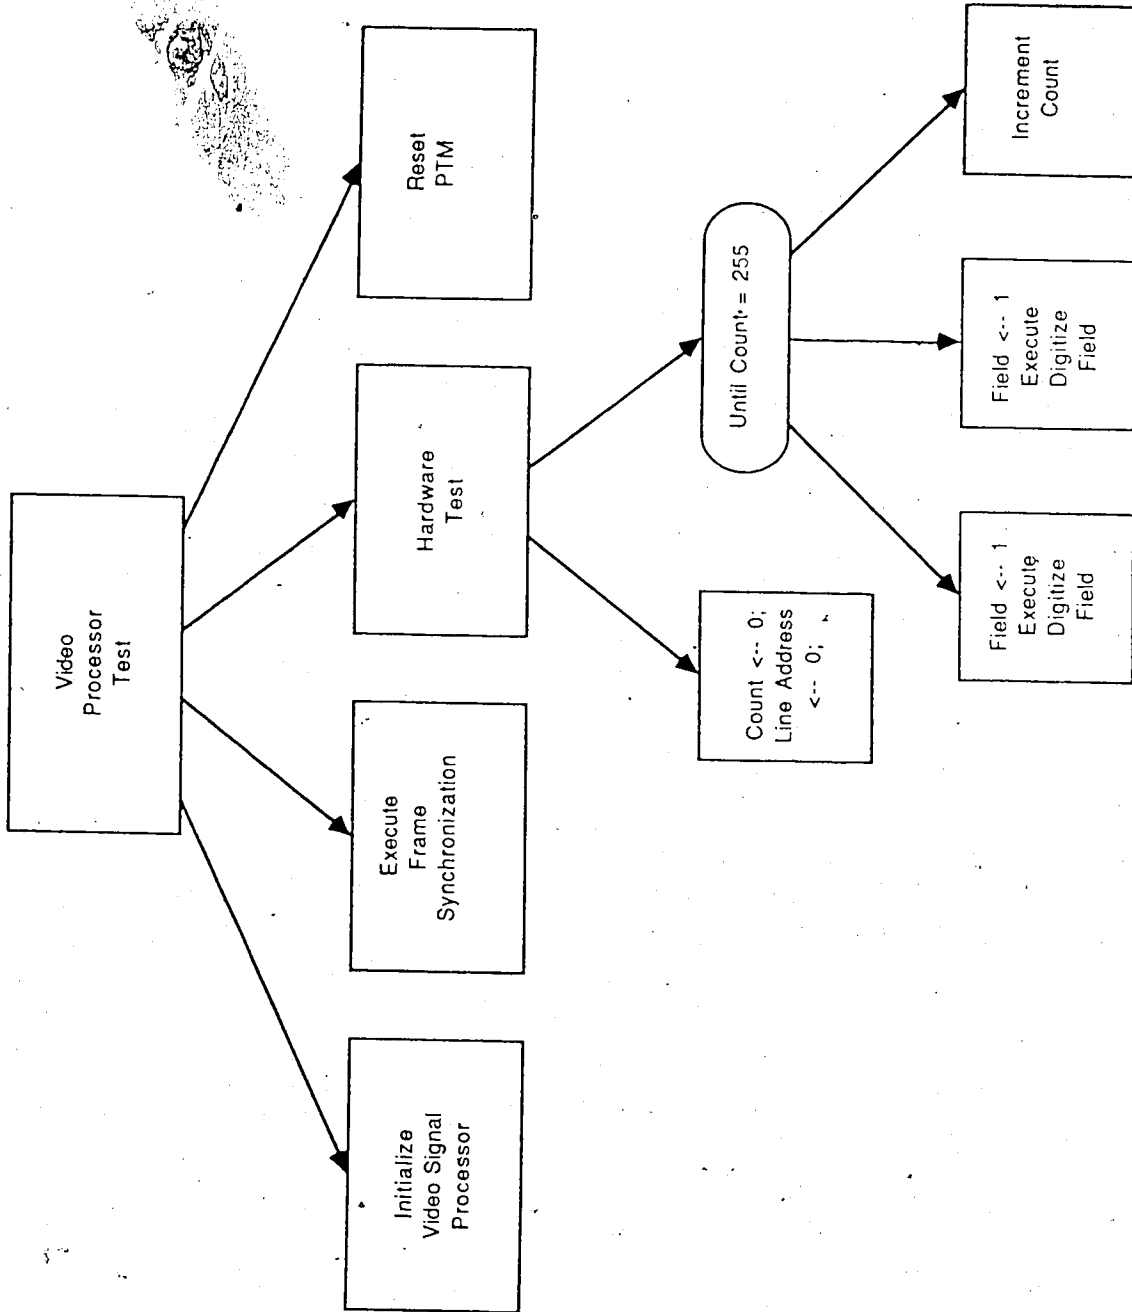 Video
Processor
Test
Initialize
Video Signal
Processor
Execute
Frame
Synchronization
Hardware
Test
Reset
PTM
Count <-- 0;
Line Address
<-- 0;
Until Count = 255
Field <-- 1
Execute
Digitize
Field
Field <-- 1
Execute
Digitize
Field
Increment
Count